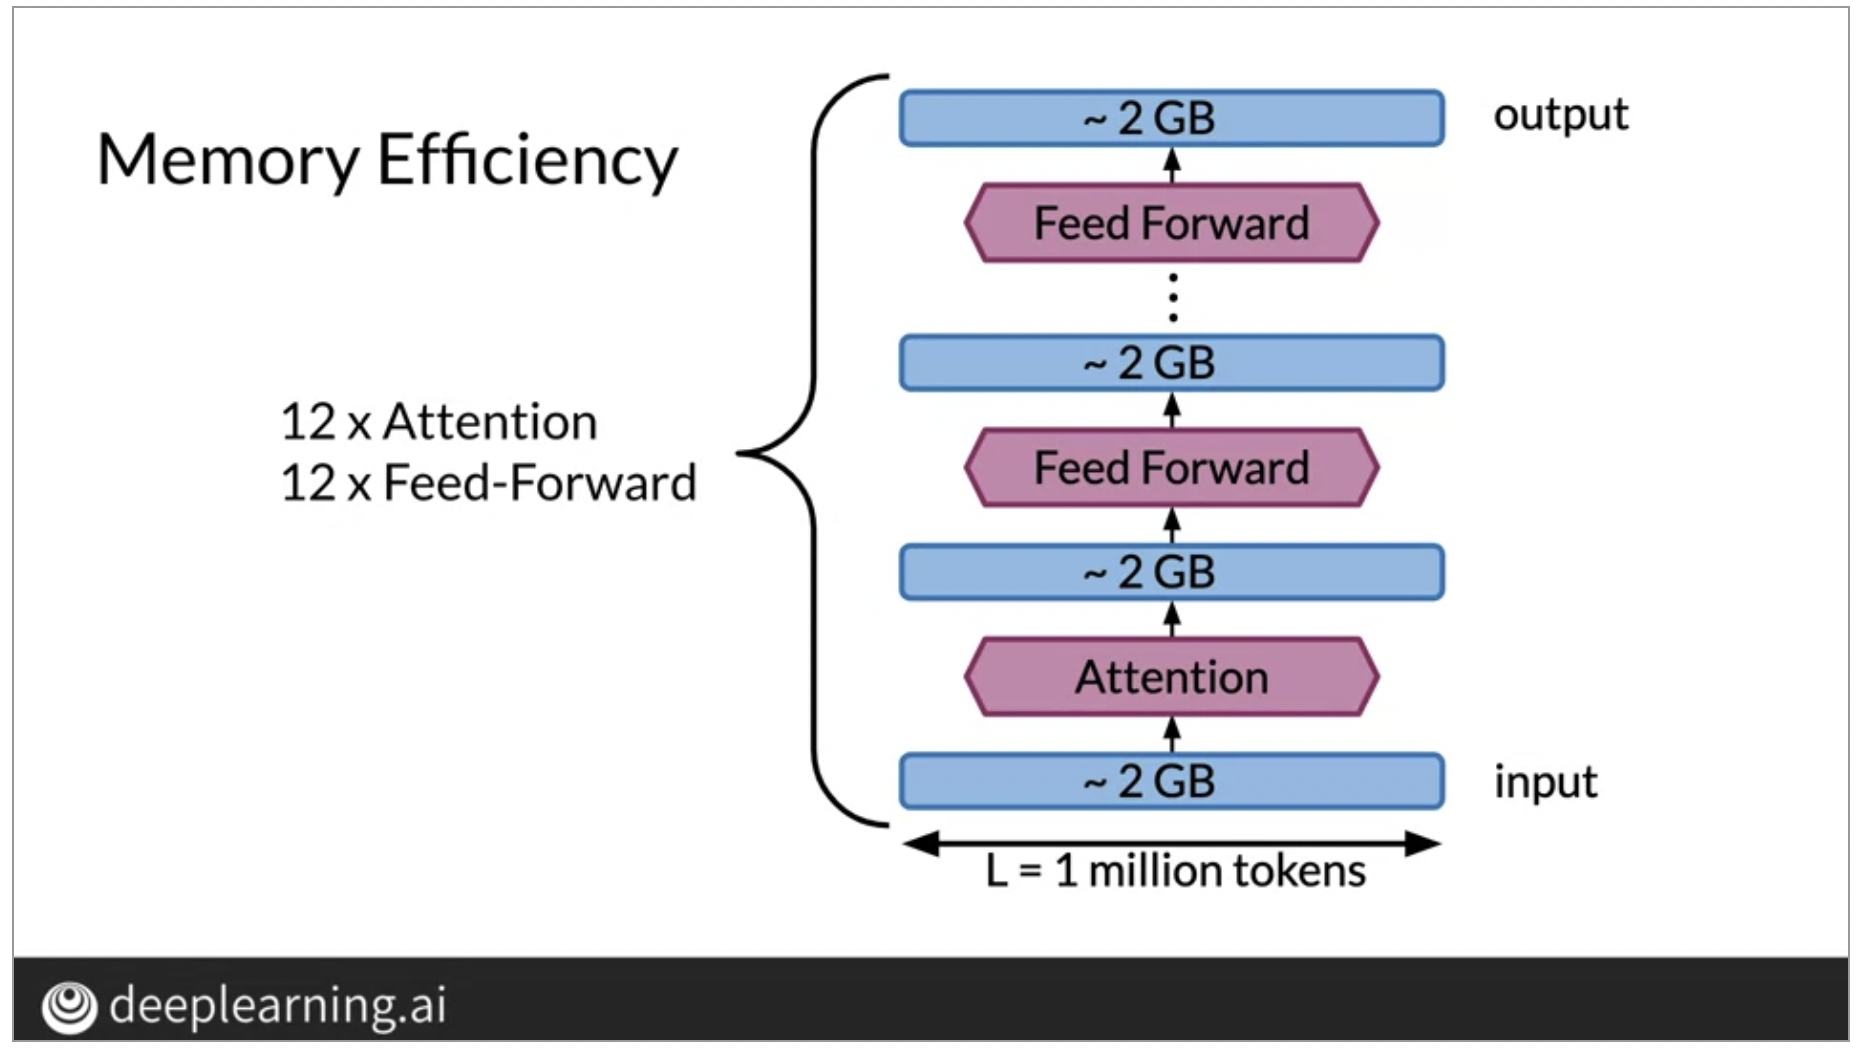 Memory Efficiency
12 x Attention
12 x Feed-Forward
~ 2 GB
output
Feed Forward
~ 2 GB
Feed Forward
~ 2 GB
Attention
~ 2 GB
input
L = 1 million tokens
deeplearning.ai